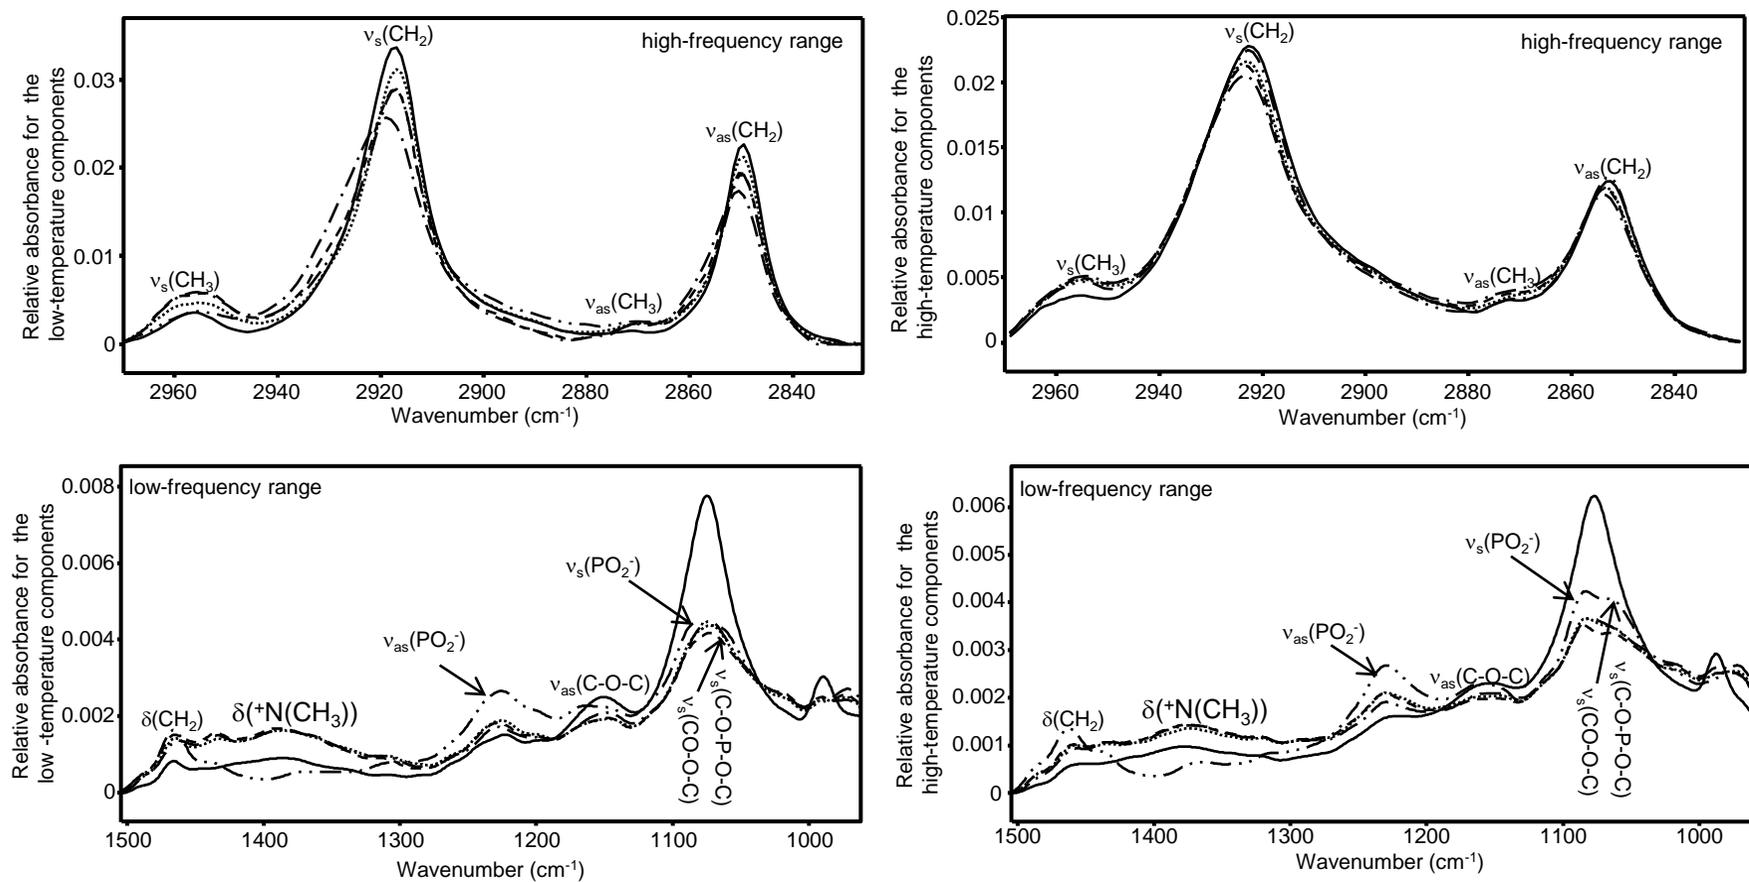 Relative absorbance for the
low-temperature components
0.03
0.02
0.01
0
νs(CH2)
high-frequency range
νas(CH2)
νs(CH3)
νas(CH3)
2960 2940 2920 2900 2880 2860 2840
Wavenumber (cm-1)
Relative absorbance for the
high-temperature components
0.025
0.02
0.015
0.01
0.005
0
νs(CH2)
high-frequency range
νas(CH2)
νs(CH3)
νas(CH3)
2960 2940 2920 2900 2880 2860 2840
Wavenumber (cm-1)
Relative absorbance for the
low -temperature components
0.008
0.006
0.004
0.002
0
low-frequency range
νs(PO2-)
νas(PO2-)
νas(C-O-C)
δ(CH2)
δ(+N(CH3))
νs(CO-O-C)
νs(C-O-P-O-C)
1500 1400 1300 1200 1100 1000
Wavenumber (cm-1)
Relative absorbance for the
high-temperature components
0.006
0.005
0.004
0.003
0.002
0.001
0
low-frequency range
νs(PO2-)
νas(PO2-)
νas(C-O-C)
δ(CH2)
δ(+N(CH3))
νs(CO-O-C)
νs(C-O-P-O-C)
1500 1400 1300 1200 1100 1000
Wavenumber (cm-1)